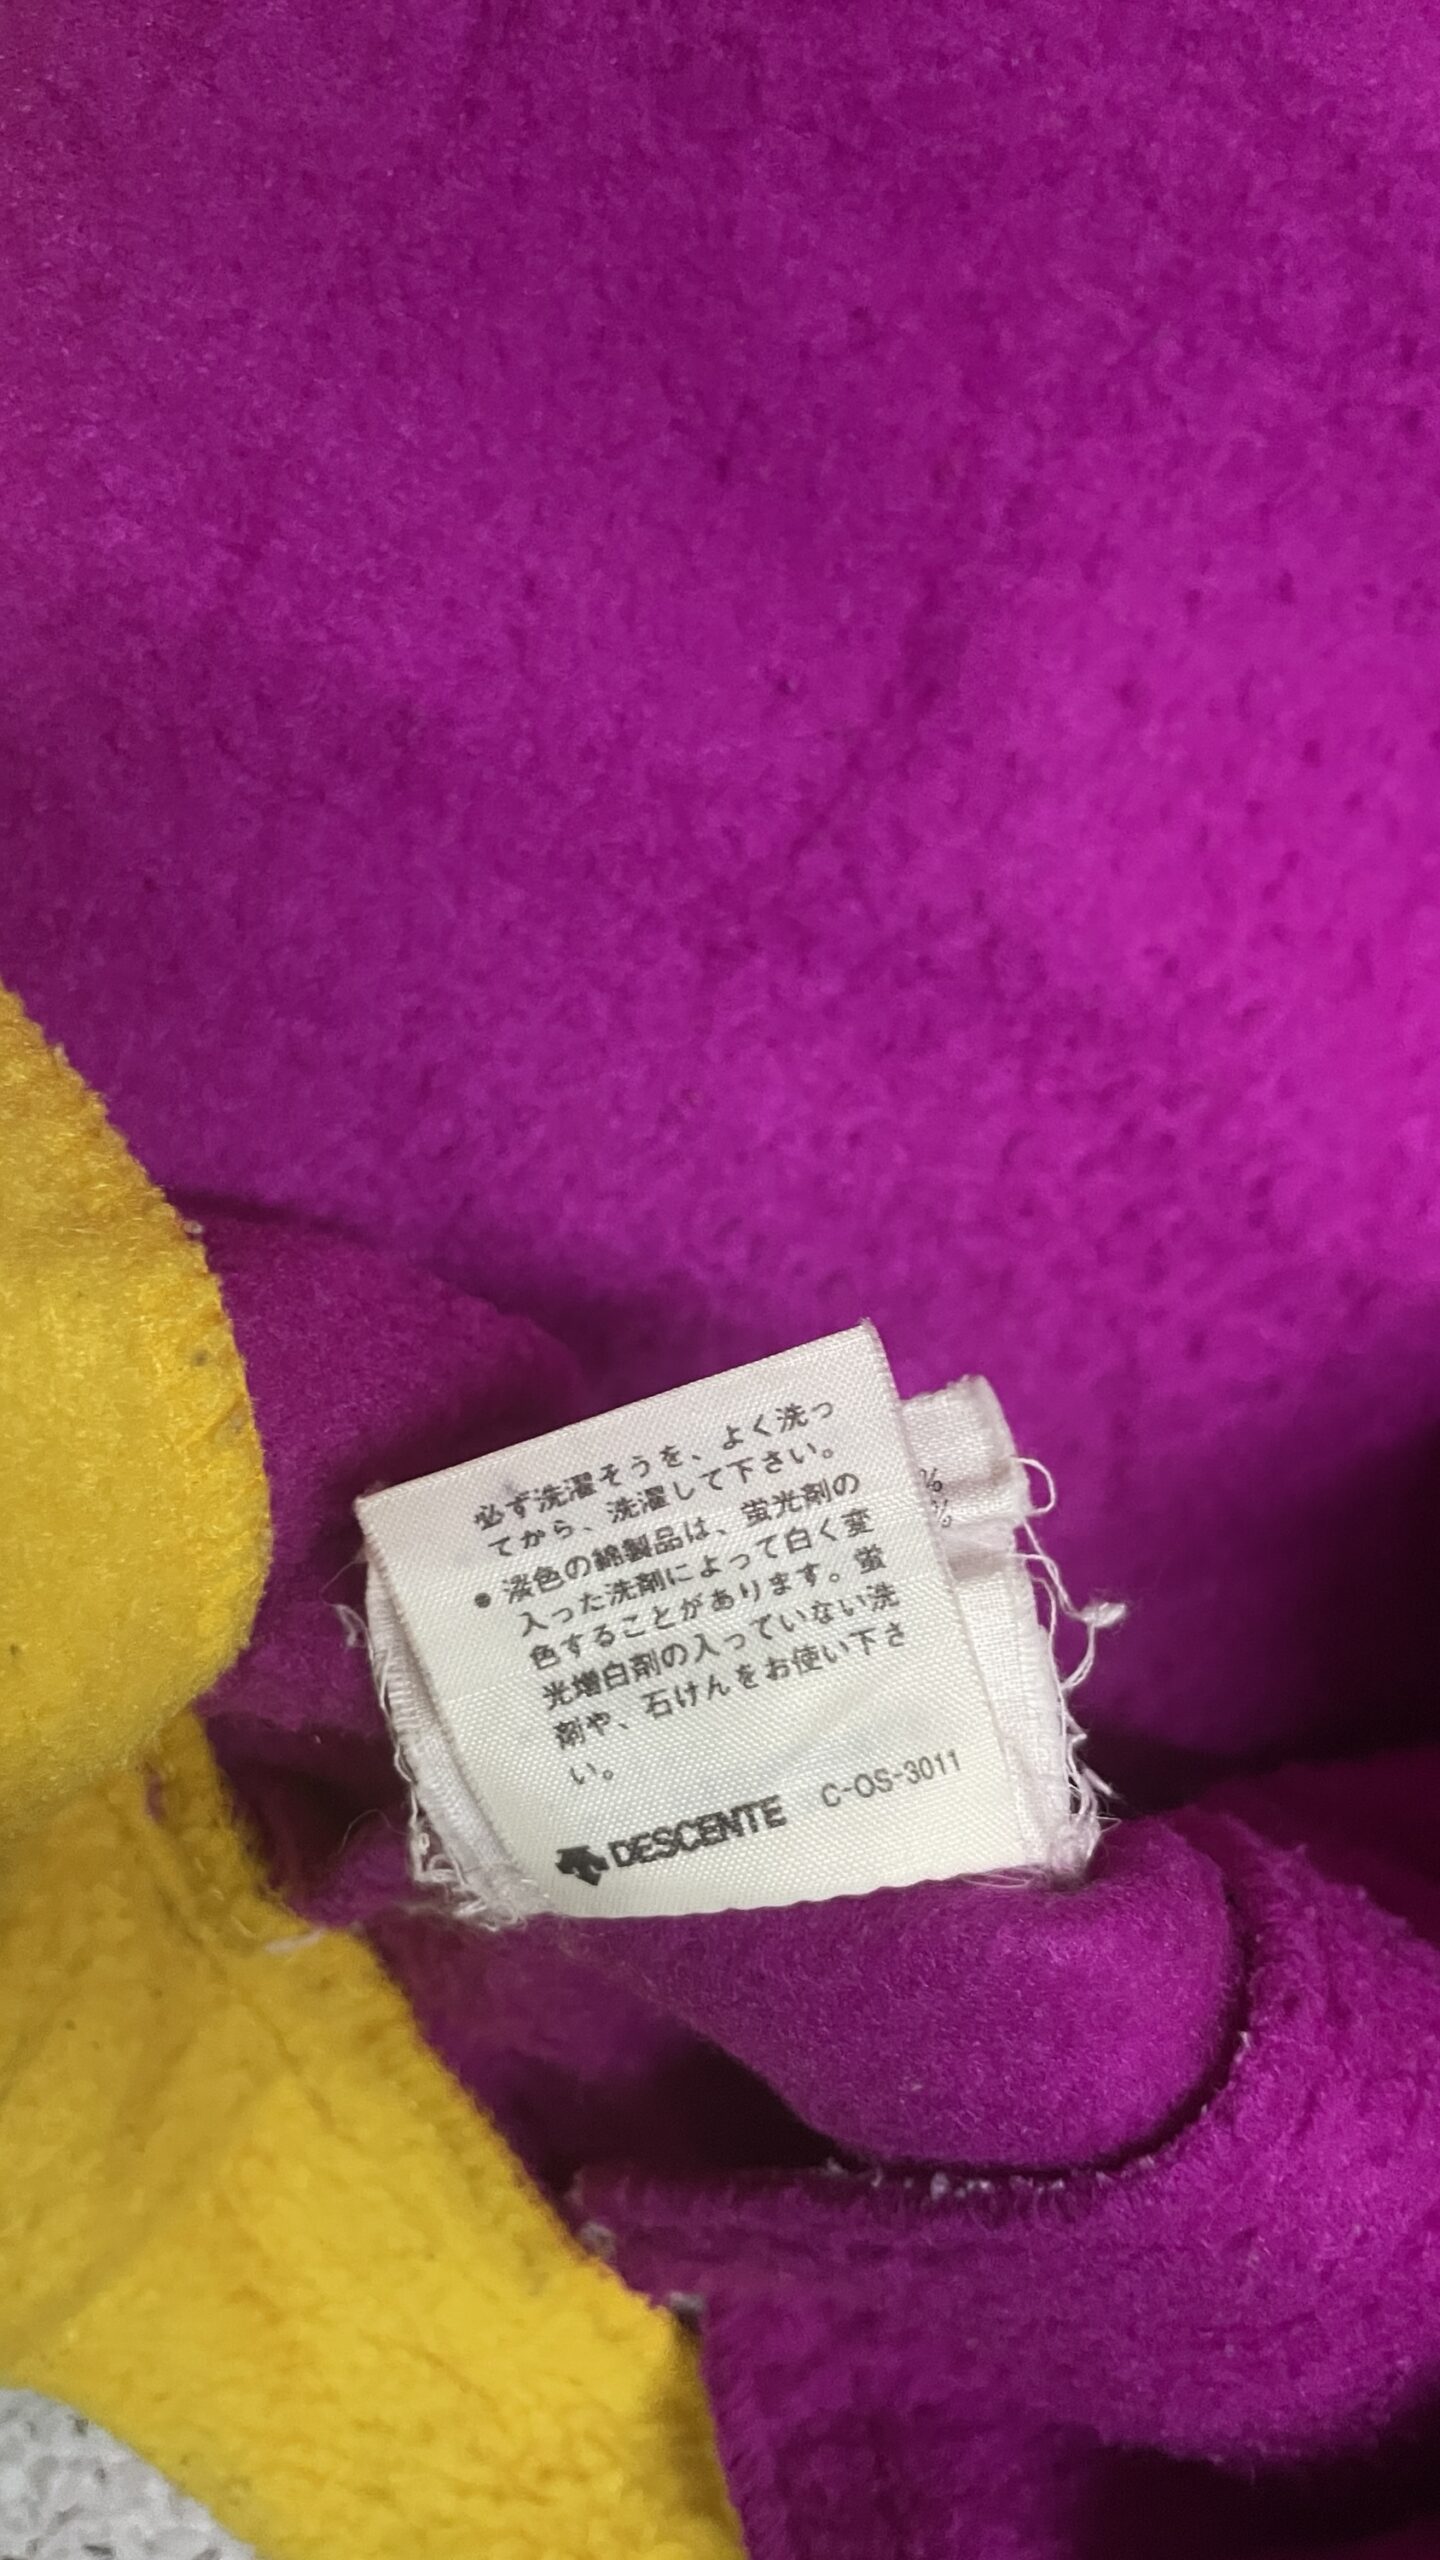 必ず洗濯そうを、よく洗っ
てから、洗濯して下さい。
● 淡色の綿製品は、蛍光剤の
入った洗剤によって白く変
色することがあります。蛍
光増白剤の入っていない洗
剤や、石けんをお使い下さ
い。
DESCENTE C-OS-3011
%
%